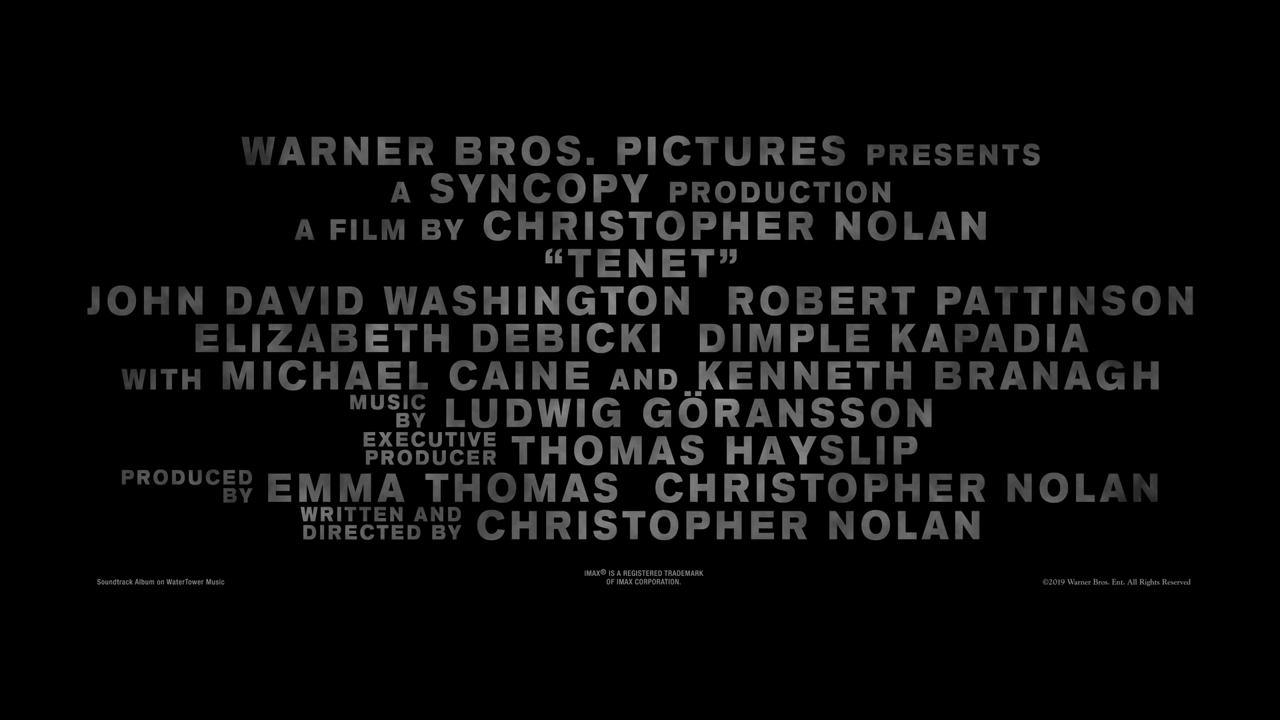 WARNER BROS. PICTURES PRESENTS
A SYNCOPY PRODUCTION
A FILM BY CHRISTOPHER NOLAN
“TENET”
JOHN DAVID WASHINGTON ROBERT PATTINSON
ELIZABETH DEBICKI DIMPLE KAPADIA
WITH MICHAEL CAINE AND KENNETH BRANAGH
MUSIC BY LUDWIG GÖRANSSON
EXECUTIVE PRODUCER THOMAS HAYSLIP
PRODUCED BY EMMA THOMAS CHRISTOPHER NOLAN
WRITTEN AND DIRECTED BY CHRISTOPHER NOLAN
Soundtrack Album on WaterTower Music
IMAX® IS A REGISTERED TRADEMARK
OF IMAX CORPORATION.
©2019 Warner Bros. Ent. All Rights Reserved